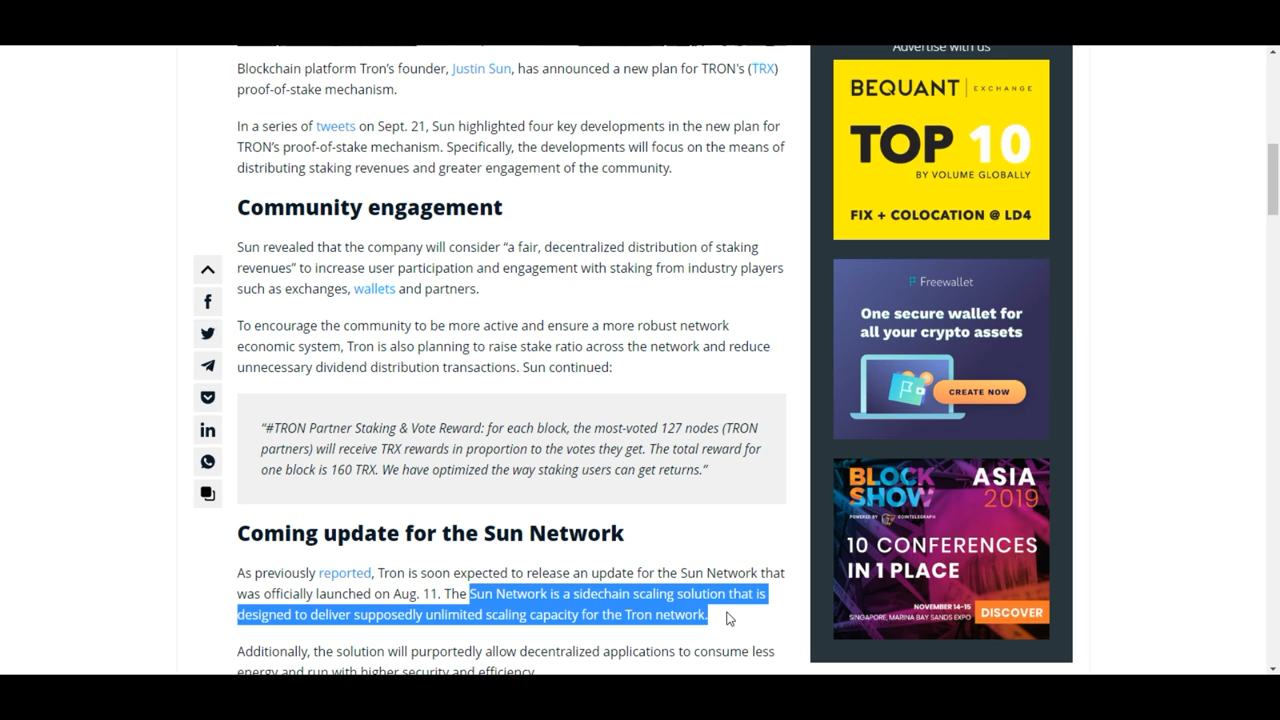 Blockchain platform Tron's founder, Justin Sun, has announced a new plan for TRON's (TRX)
proof-of-stake mechanism.
In a series of tweets on Sept. 21, Sun highlighted four key developments in the new plan for
TRON's proof-of-stake mechanism. Specifically, the developments will focus on the means of
distributing staking revenues and greater engagement of the community.
Community engagement
Sun revealed that the company will consider “a fair, decentralized distribution of staking
revenues” to increase user participation and engagement with staking from industry players
such as exchanges, wallets and partners.
To encourage the community to be more active and ensure a more robust network
economic system, Tron is also planning to raise stake ratio across the network and reduce
unnecessary dividend distribution transactions. Sun continued:
“#TRON Partner Staking & Vote Reward: for each block, the most-voted 127 nodes (TRON
partners) will receive TRX rewards in proportion to the votes they get. The total reward for
one block is 160 TRX. We have optimized the way staking users can get returns.”
Coming update for the Sun Network
As previously reported, Tron is soon expected to release an update for the Sun Network that
was officially launched on Aug. 11. The Sun Network is a sidechain scaling solution that is
designed to deliver supposedly unlimited scaling capacity for the Tron network.
Additionally, the solution will purportedly allow decentralized applications to consume less
energy and run with higher security and efficiency.
Advertise with us
BEQUANT | EXCHANGE
TOP 10
BY VOLUME GLOBALLY
FIX + COLOCATION @ LD4
Freewallet
One secure wallet for
all your crypto assets
CREATE NOW
BLOCK ASIA
SHOW 2019
POWERED BY COINTELEGRAPH
10 CONFERENCES
IN 1 PLACE
NOVEMBER 14-15
SINGAPORE, MARINA BAY SANDS EXPO
DISCOVER